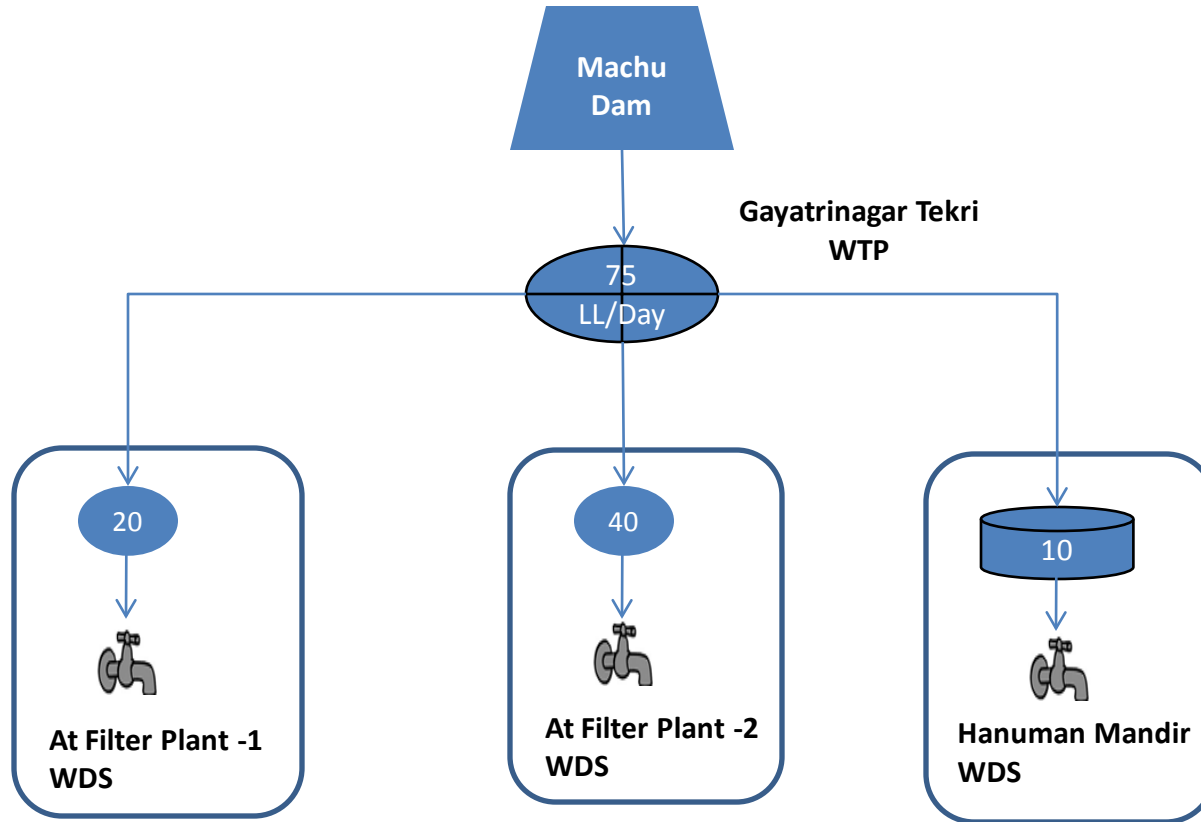 Machu
Dam
Gayatrinagar Tekri
WTP
75
LL/Day
20
40
10
At Filter Plant -1
WDS
At Filter Plant -2
WDS
Hanuman Mandir
WDS